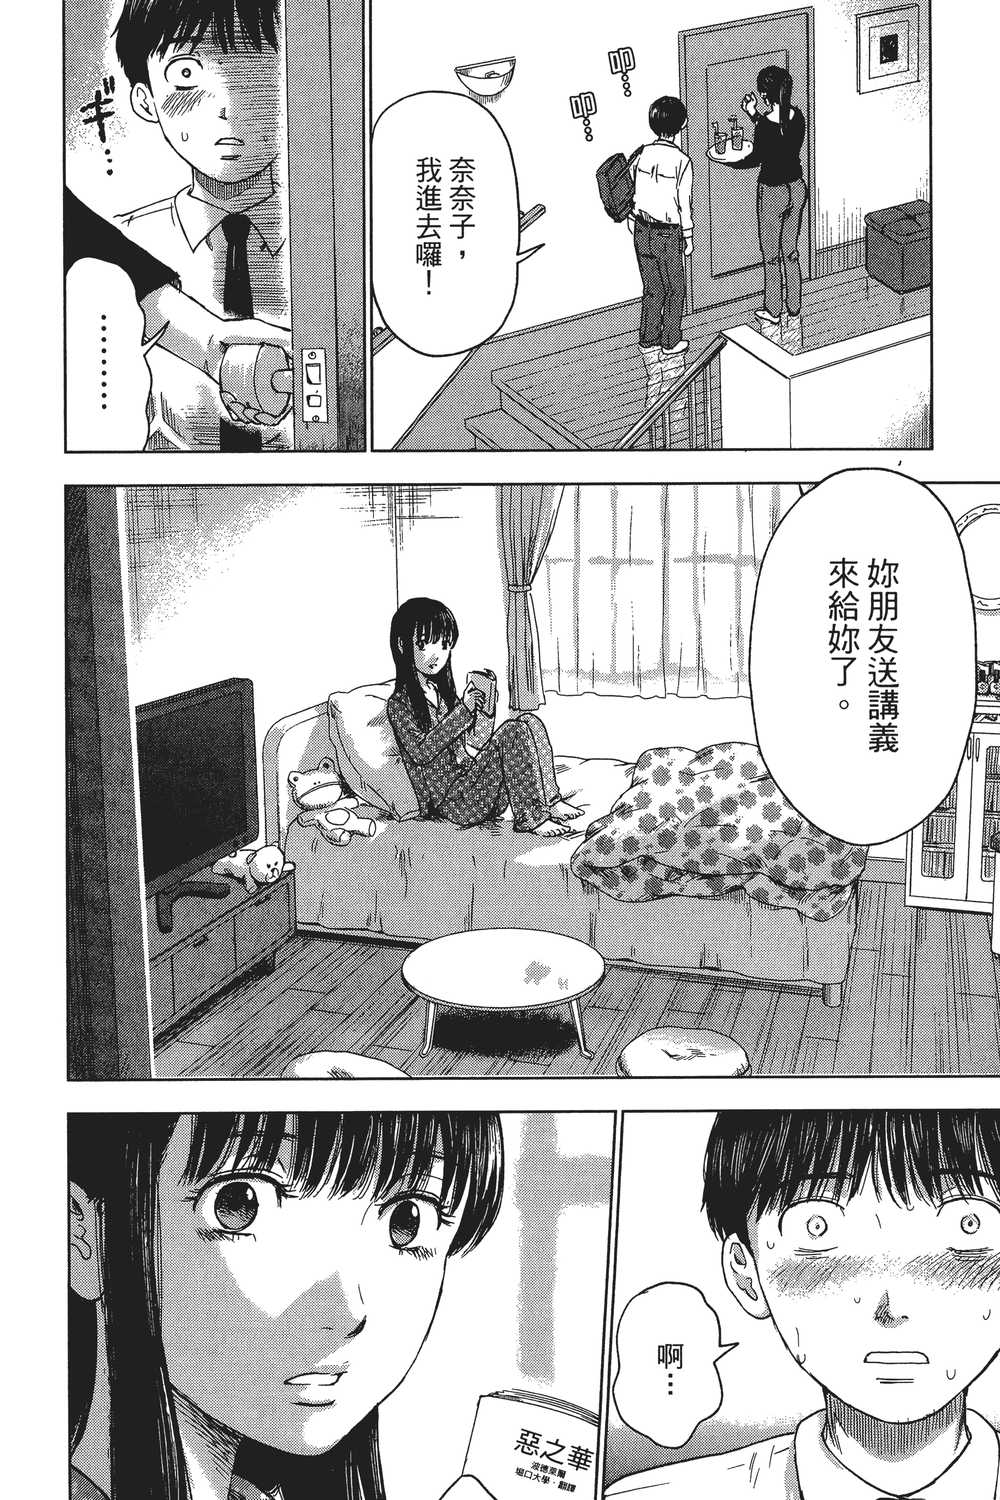 叩…
叩…
奈奈子，
我進去囉！
ギ…
………
妳朋友送講義
來給妳了。
啊…
惡之華
波德萊爾
堀口大學・翻譯